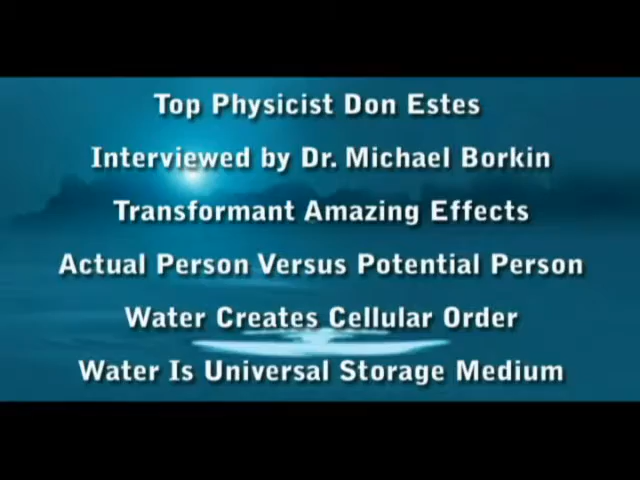 Top Physicist Don Estes
Interviewed by Dr. Michael Borkin
Transformant Amazing Effects
Actual Person Versus Potential Person
Water Creates Cellular Order
Water Is Universal Storage Medium